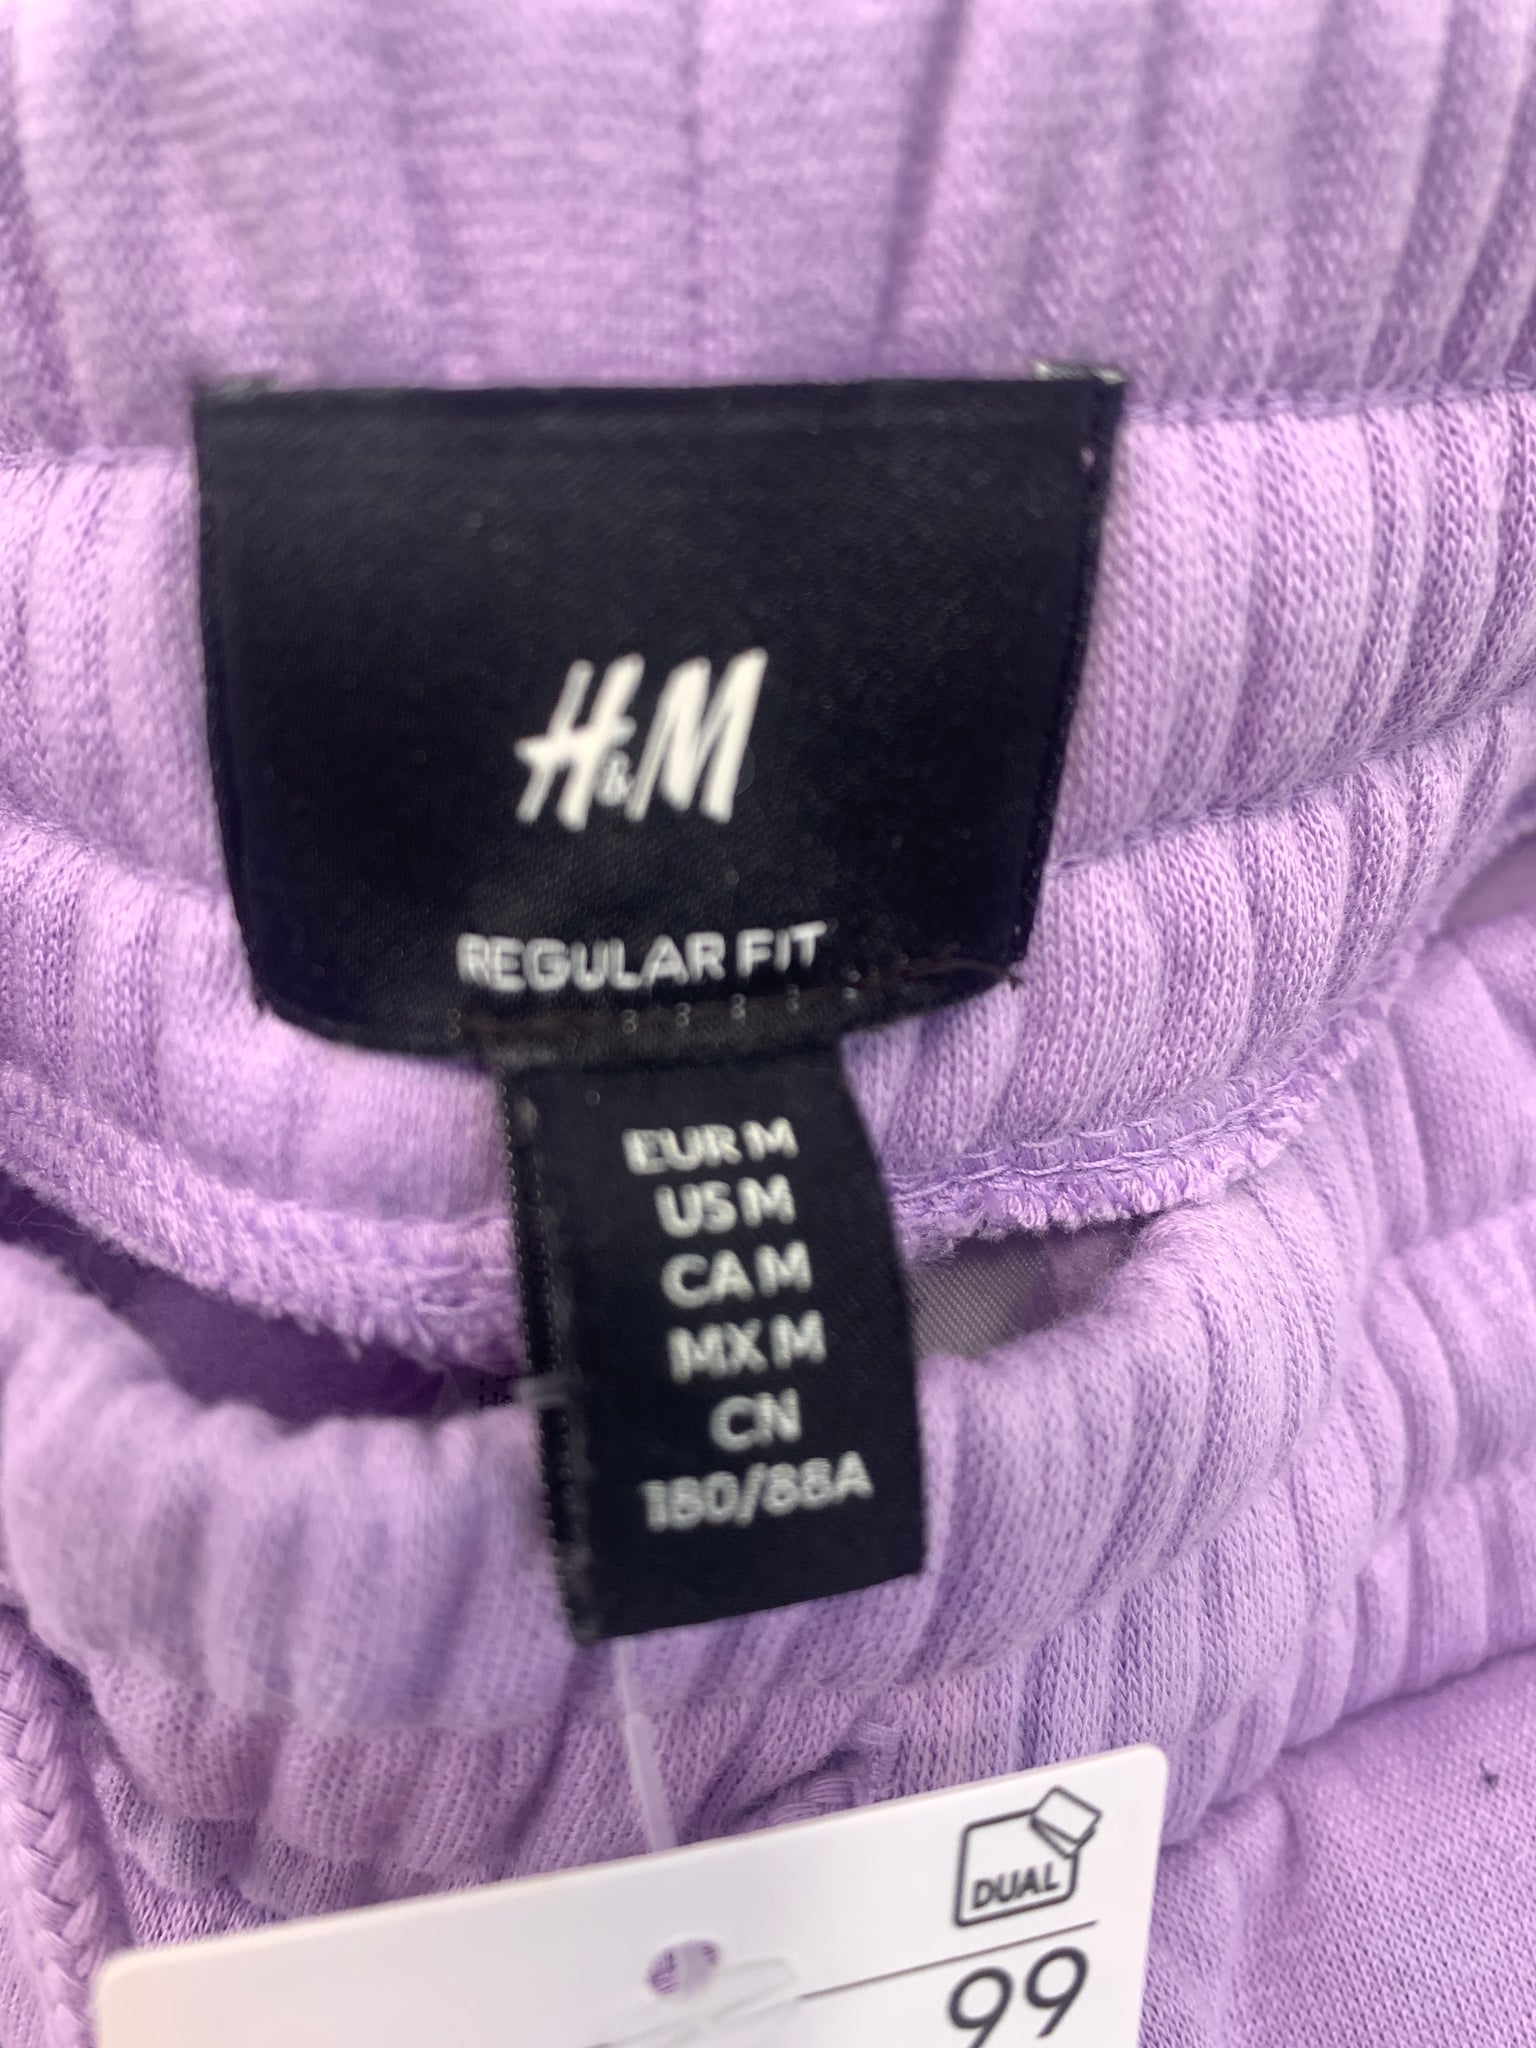 H&M
REGULAR FIT
EUR M
US M
CA M
MX M
CN
180/88A
DUAL
99